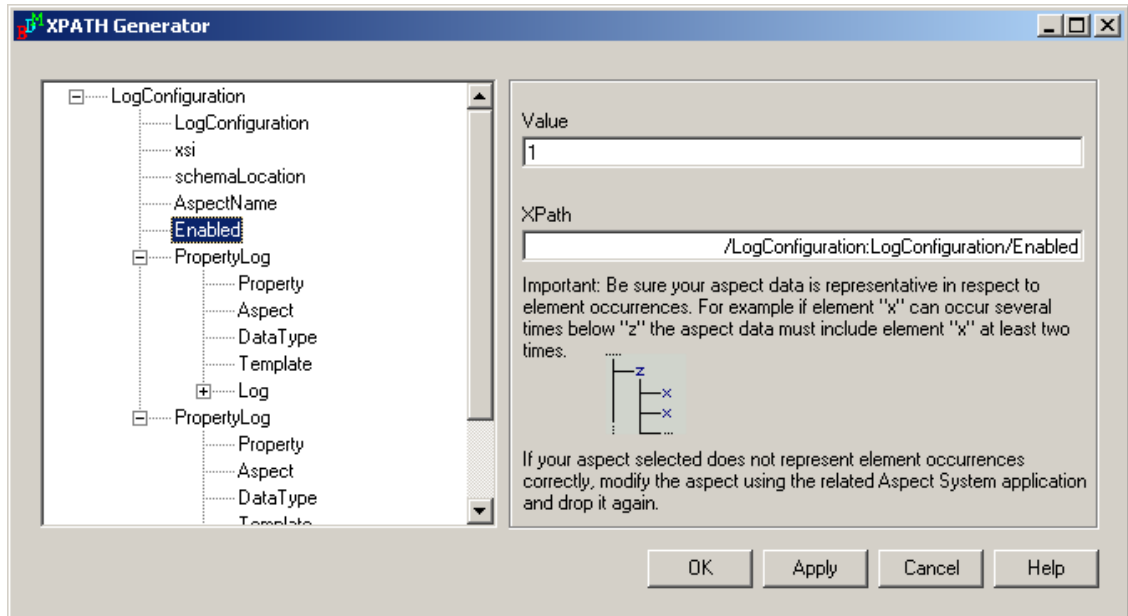 BDM XPATH Generator
LogConfiguration
LogConfiguration
xsi
schemaLocation
AspectName
Enabled
PropertyLog
Property
Aspect
DataType
Template
Log
PropertyLog
Property
Aspect
DataType
Template
Value
1
XPath
/LogConfiguration:LogConfiguration/Enabled
Important: Be sure your aspect data is representative in respect to
element occurrences. For example if element "x" can occur several
times below "z" the aspect data must include element "x" at least two
times.
.....
z
x
x
...
If your aspect selected does not represent element occurrences
correctly, modify the aspect using the related Aspect System application
and drop it again.
OK Apply Cancel Help